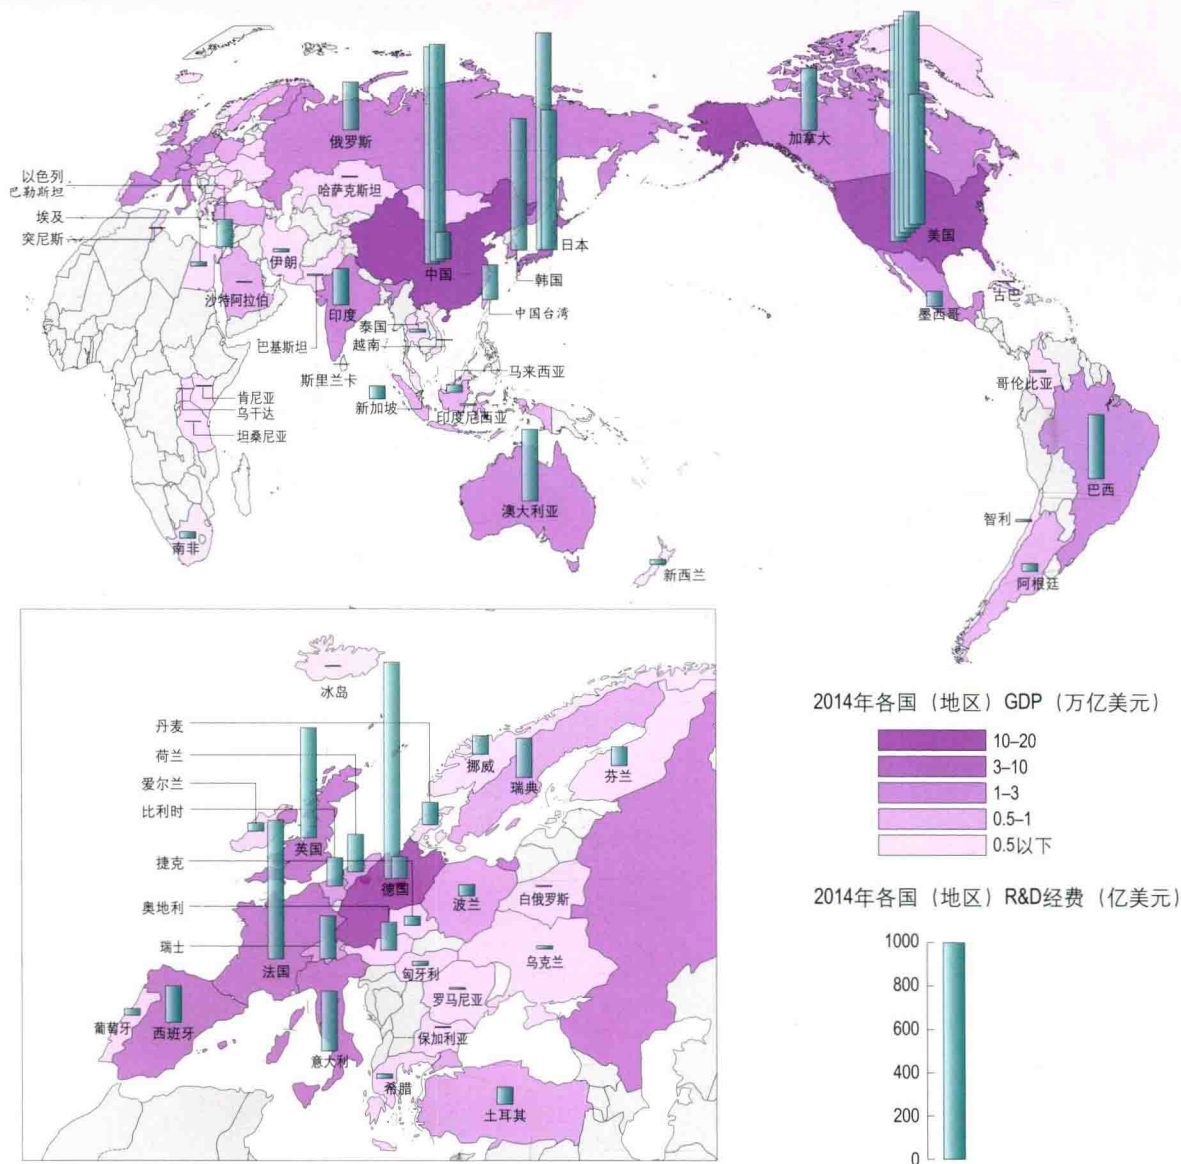 俄罗斯
加拿大
以色列
巴勒斯坦
哈萨克斯坦
埃及
突尼斯
伊朗
日本
美国
中国
韩国
沙特阿拉伯
印度
中国台湾
古巴
墨西哥
泰国
巴基斯坦
越南
斯里兰卡
马来西亚
哥伦比亚
肯尼亚
新加坡
印度尼西亚
乌干达
坦桑尼亚
巴西
澳大利亚
智利
南非
新西兰
阿根廷
冰岛
丹麦
挪威
荷兰
瑞典
芬兰
爱尔兰
比利时
英国
捷克
德国
波兰
白俄罗斯
奥地利
瑞士
法国
匈牙利
乌克兰
罗马尼亚
葡萄牙
西班牙
保加利亚
意大利
希腊
土耳其
2014年各国（地区）GDP（万亿美元）
10–20
3–10
1–3
0.5–1
0.5以下
2014年各国（地区）R&D经费（亿美元）
1000
800
600
400
200
0